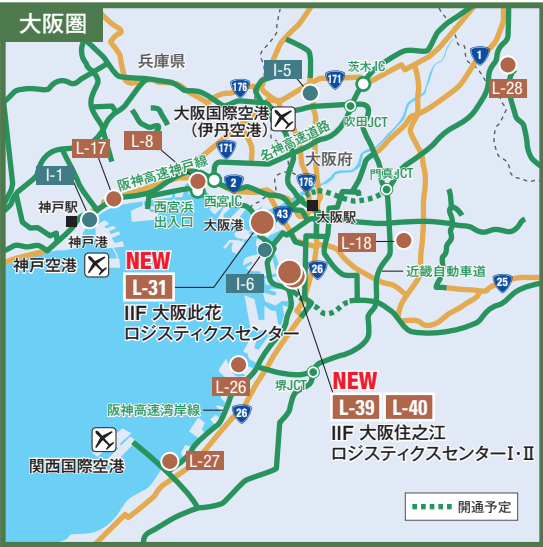 大阪圏
兵庫県
176
I-5
171
茨木IC
1
L-28
大阪国際空港
（伊丹空港）
吹田JCT
名神高速道路
L-17
L-8
171
大阪府
阪神高速神戸線
I-1
2
176
門真JCT
神戸駅
西宮浜
出入口
西宮IC
43
大阪駅
神戸港
大阪港
L-18
神戸空港
NEW
L-31
I-6
26
近畿自動車道
25
IIF 大阪此花
ロジスティクスセンター
L-26
堺JCT
NEW
L-39
L-40
阪神高速湾岸線
26
IIF 大阪住之江
ロジスティクスセンターⅠ・Ⅱ
関西国際空港
L-27
開通予定